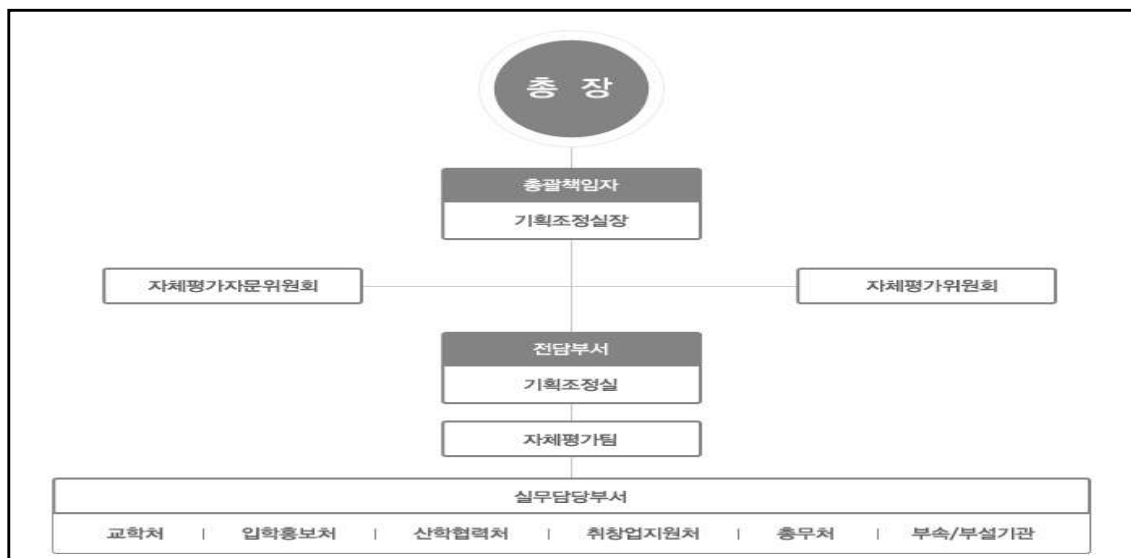 총 장
총괄책임자
기획조정실장
자체평가자문위원회
자체평가위원회
전담부서
기획조정실
자체평가팀
실무담당부서
교학처 | 입학홍보처 | 산학협력처 | 취창업지원처 | 총무처 | 부속/부설기관